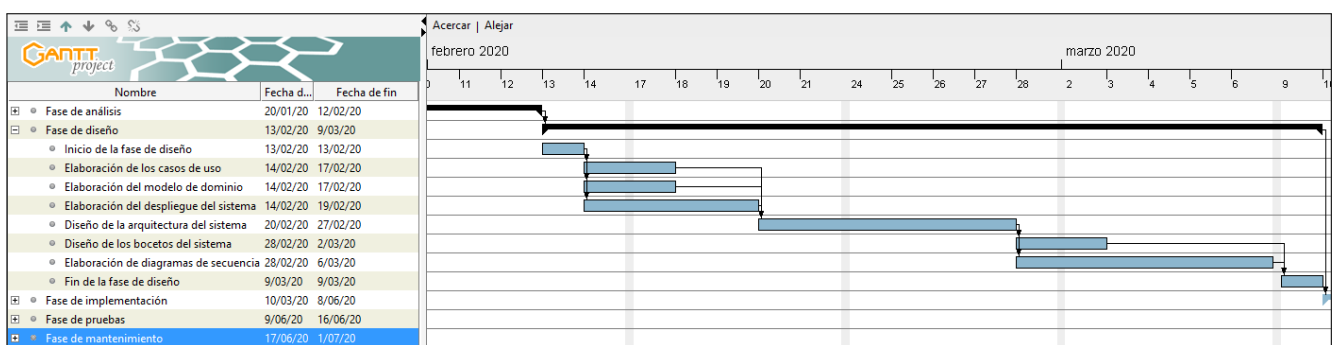 Acercar | Alejar
GANTT project
febrero 2020 marzo 2020
Nombre Fecha d... Fecha de fin
11 12 13 14 17 18 19 20 21 24 25 26 27 28 2 3 4 5 6 9
Fase de análisis 20/01/20 12/02/20
Fase de diseño 13/02/20 9/03/20
Inicio de la fase de diseño 13/02/20 13/02/20
Elaboración de los casos de uso 14/02/20 17/02/20
Elaboración del modelo de dominio 14/02/20 17/02/20
Elaboración del despliegue del sistema 14/02/20 19/02/20
Diseño de la arquitectura del sistema 20/02/20 27/02/20
Diseño de los bocetos del sistema 28/02/20 2/03/20
Elaboración de diagramas de secuencia 28/02/20 6/03/20
Fin de la fase de diseño 9/03/20 9/03/20
Fase de implementación 10/03/20 8/06/20
Fase de pruebas 9/06/20 16/06/20
Fase de mantenimiento 17/06/20 1/07/20